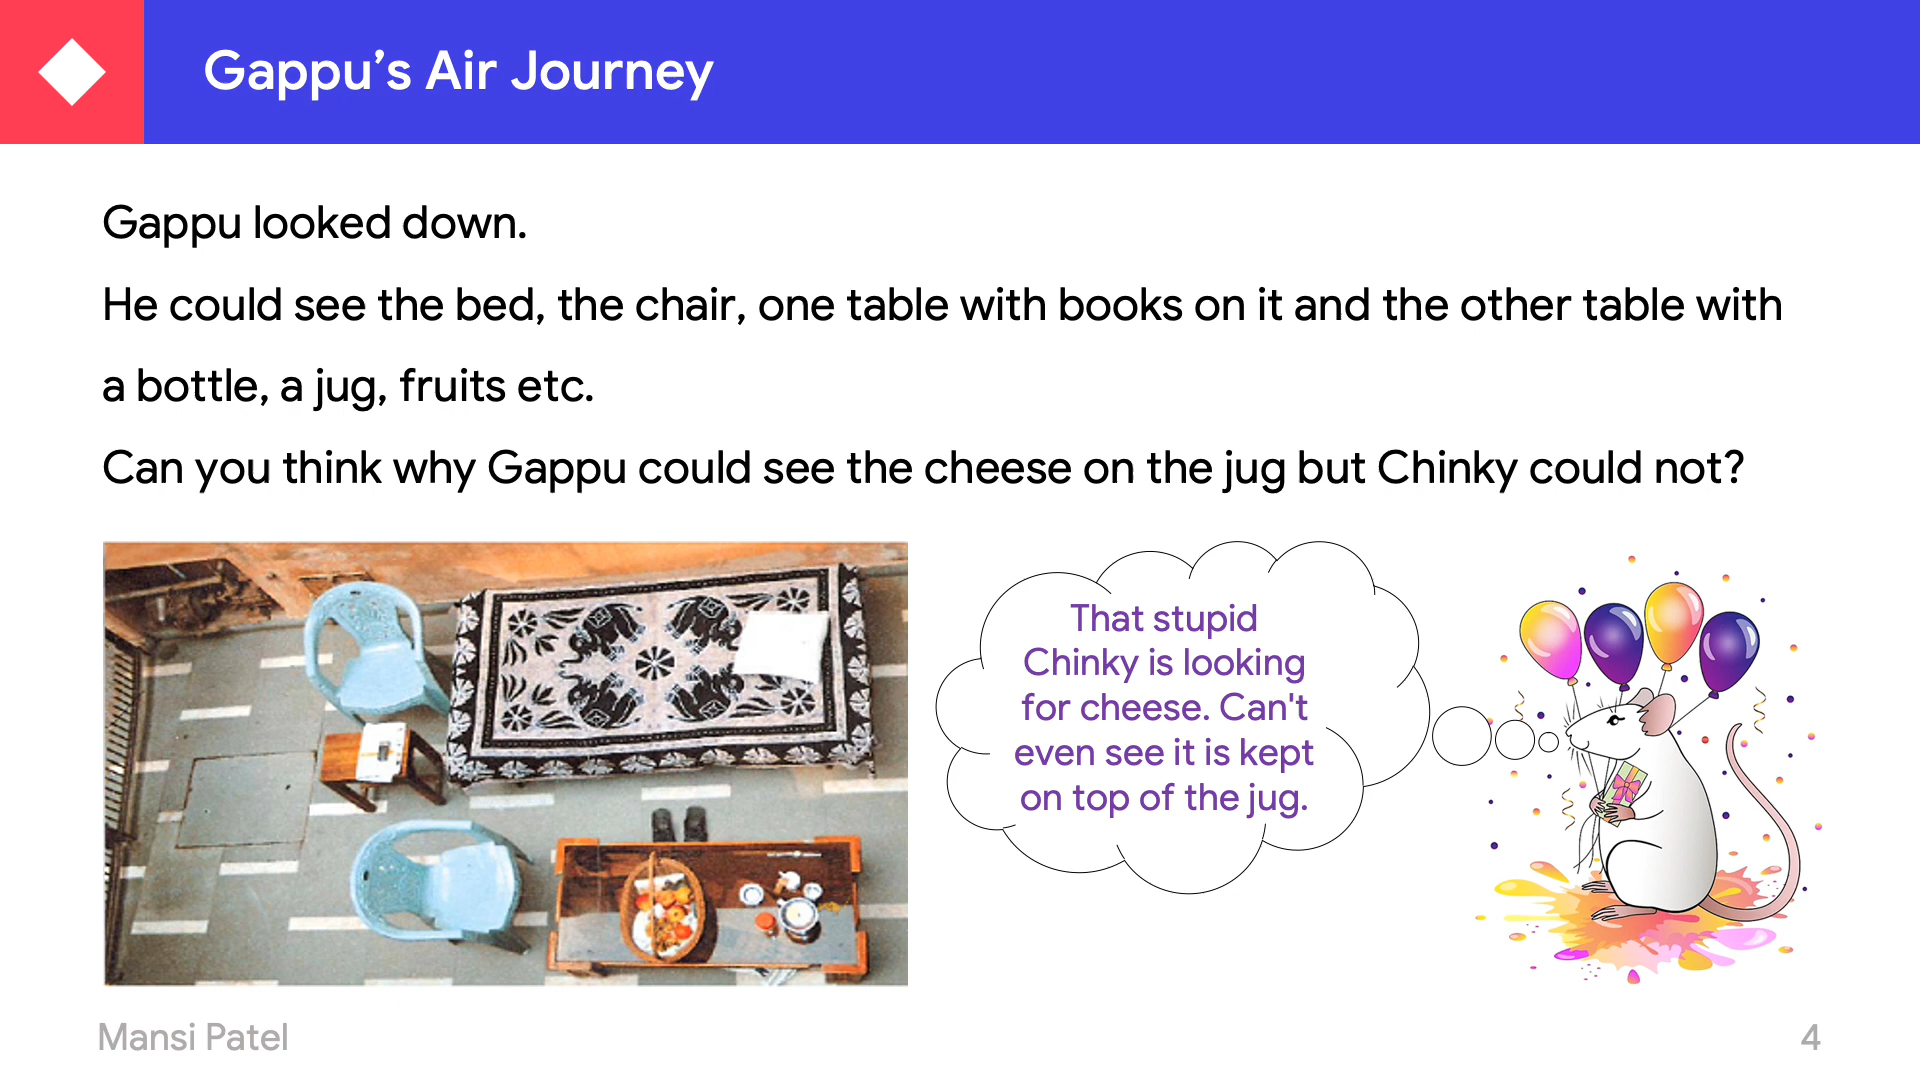 Gappu’s Air Journey
Gappu looked down.
He could see the bed, the chair, one table with books on it and the other table with
a bottle, a jug, fruits etc.
Can you think why Gappu could see the cheese on the jug but Chinky could not?
That stupid
Chinky is looking
for cheese. Can't
even see it is kept
on top of the jug.
Mansi Patel
4